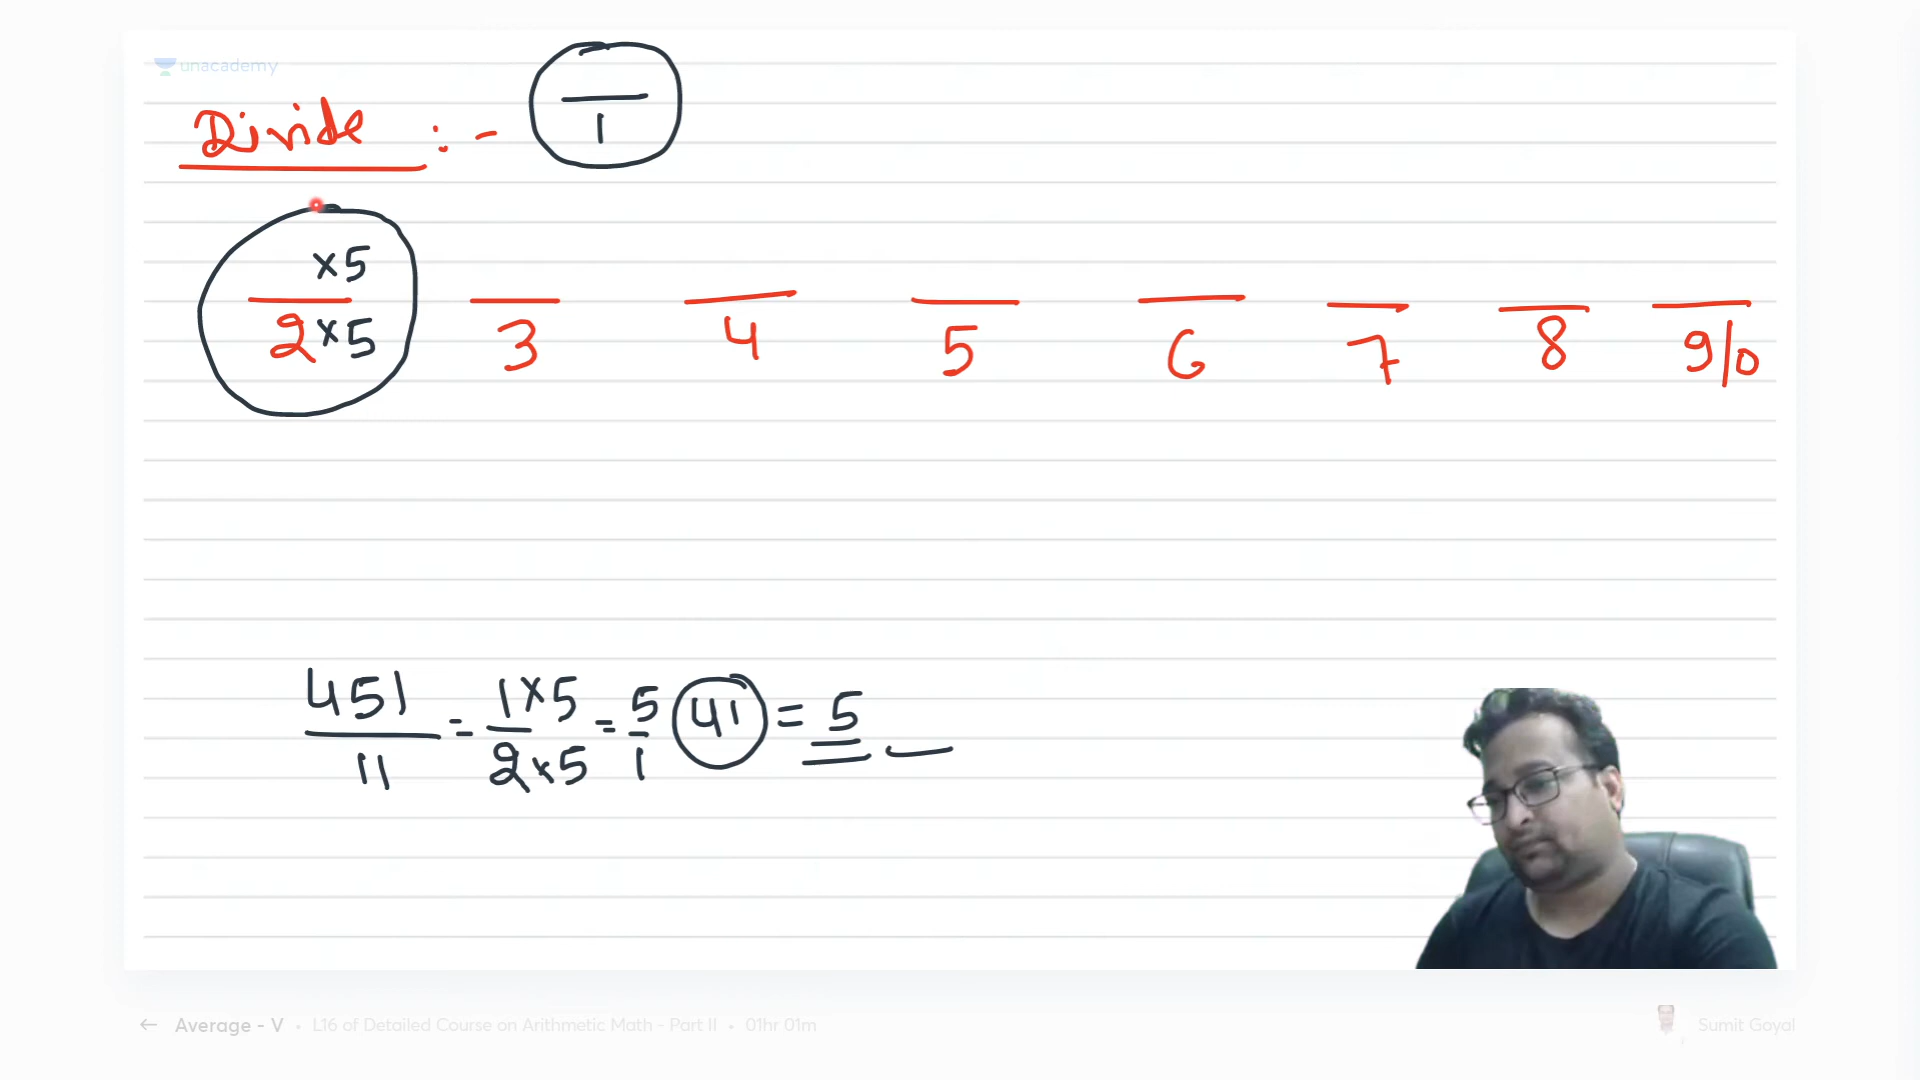 unacademy
Divide :- — / 1
×5 / 2×5 — / 3 — / 4 — / 5 — / 6 — / 7 — / 8 — / 9/0
451 / 11 = 1×5 / 2×5 = 5 / 1 41 = 5 —
← Average - V • L16 of Detailed Course on Arithmetic Math - Part II • 01hr 01m
Sumit Goyal